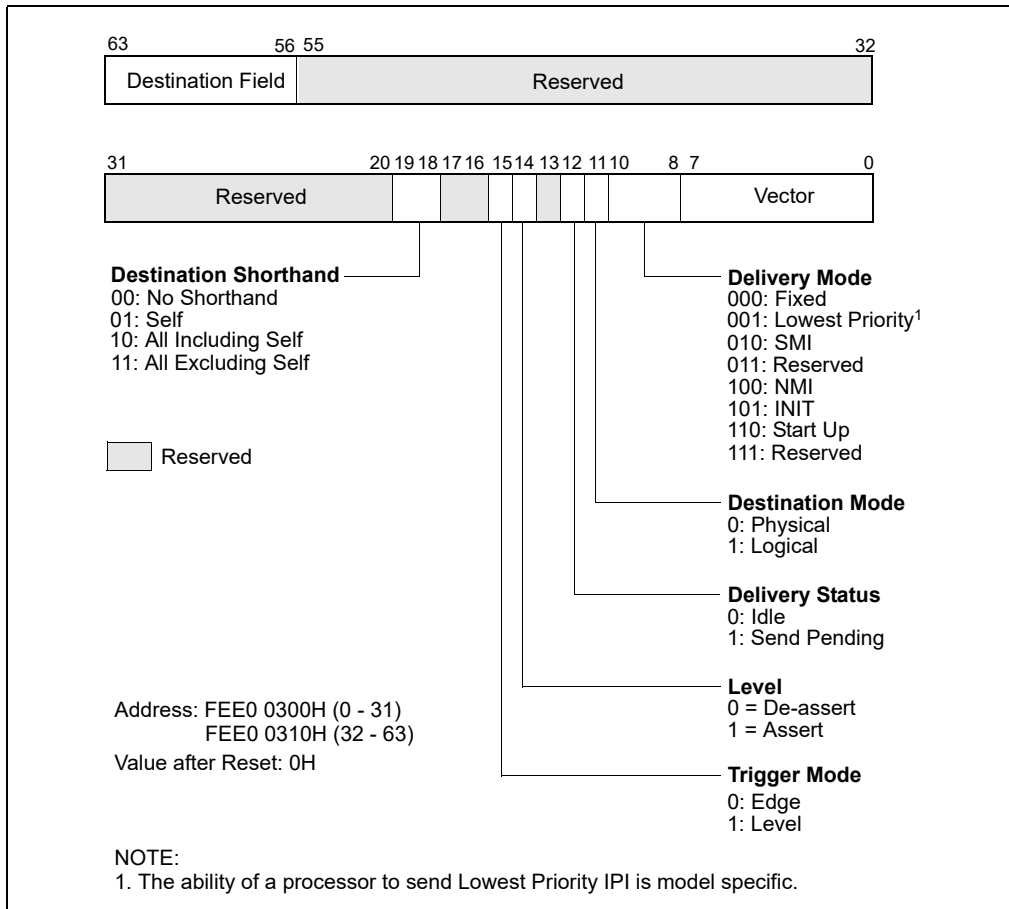 63 56 55 32
Destination Field Reserved
31 20 19 18 17 16 15 14 13 12 11 10 8 7 0
Reserved Vector
Destination Shorthand
00: No Shorthand
01: Self
10: All Including Self
11: All Excluding Self
Reserved
Delivery Mode
000: Fixed
001: Lowest Priority¹
010: SMI
011: Reserved
100: NMI
101: INIT
110: Start Up
111: Reserved
Destination Mode
0: Physical
1: Logical
Delivery Status
0: Idle
1: Send Pending
Level
0 = De-assert
1 = Assert
Trigger Mode
0: Edge
1: Level
Address: FEE0 0300H (0 - 31)
FEE0 0310H (32 - 63)
Value after Reset: 0H
NOTE:
1. The ability of a processor to send Lowest Priority IPI is model specific.